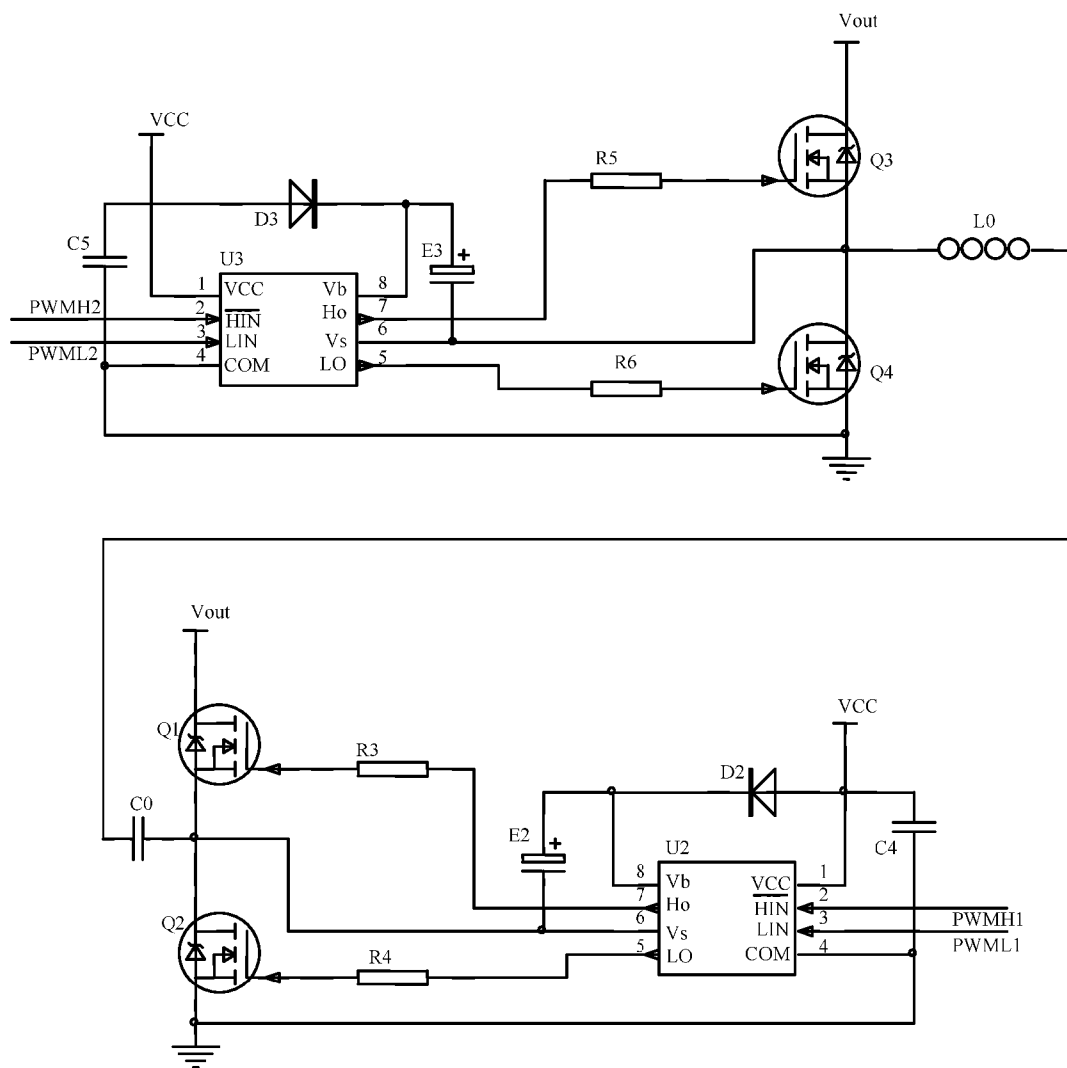 Vout
VCC
R5
Q3
D3
L0
C5
E3 +
U3
1 VCC Vb 8
PWMH2 2 HIN Ho 7
PWML2 3 LIN Vs 6
4 COM LO 5
R6
Q4
Vout
VCC
Q1
R3
D2
C0
E2 +
C4
U2
8 Vb VCC 1
7 Ho HIN 2
PWMH1
6 Vs LIN 3
PWML1
5 LO COM 4
Q2
R4